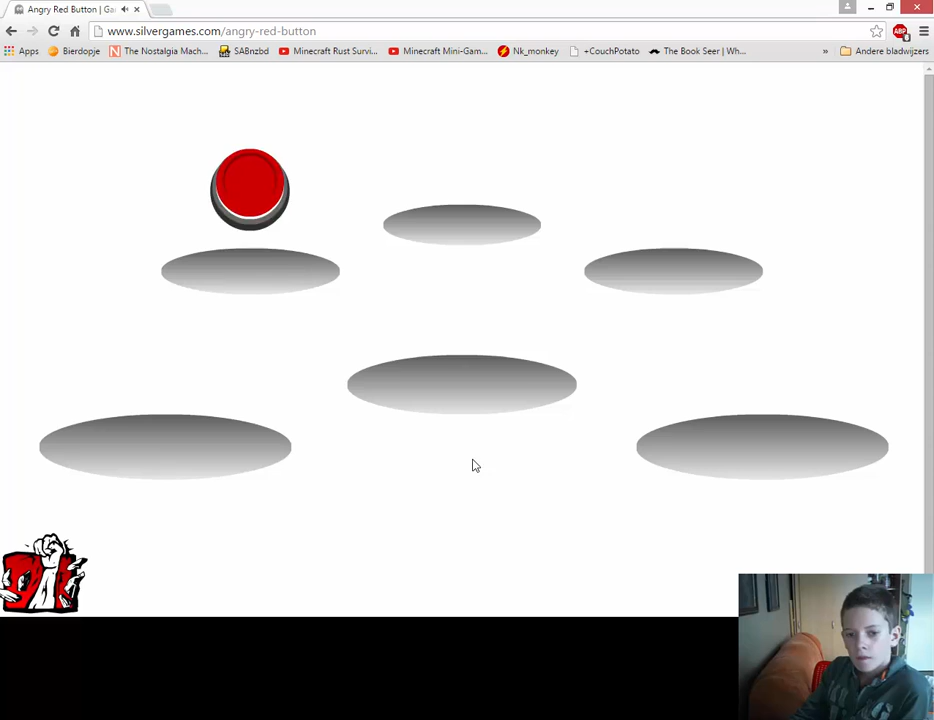 Angry Red Button | Ga
www.silvergames.com/angry-red-button
Apps Bierdopje The Nostalgia Mach... SABnzbd Minecraft Rust Survi... Minecraft Mini-Gam... Nk_monkey +CouchPotato The Book Seer | Wh... » Andere bladwijzers
ABP